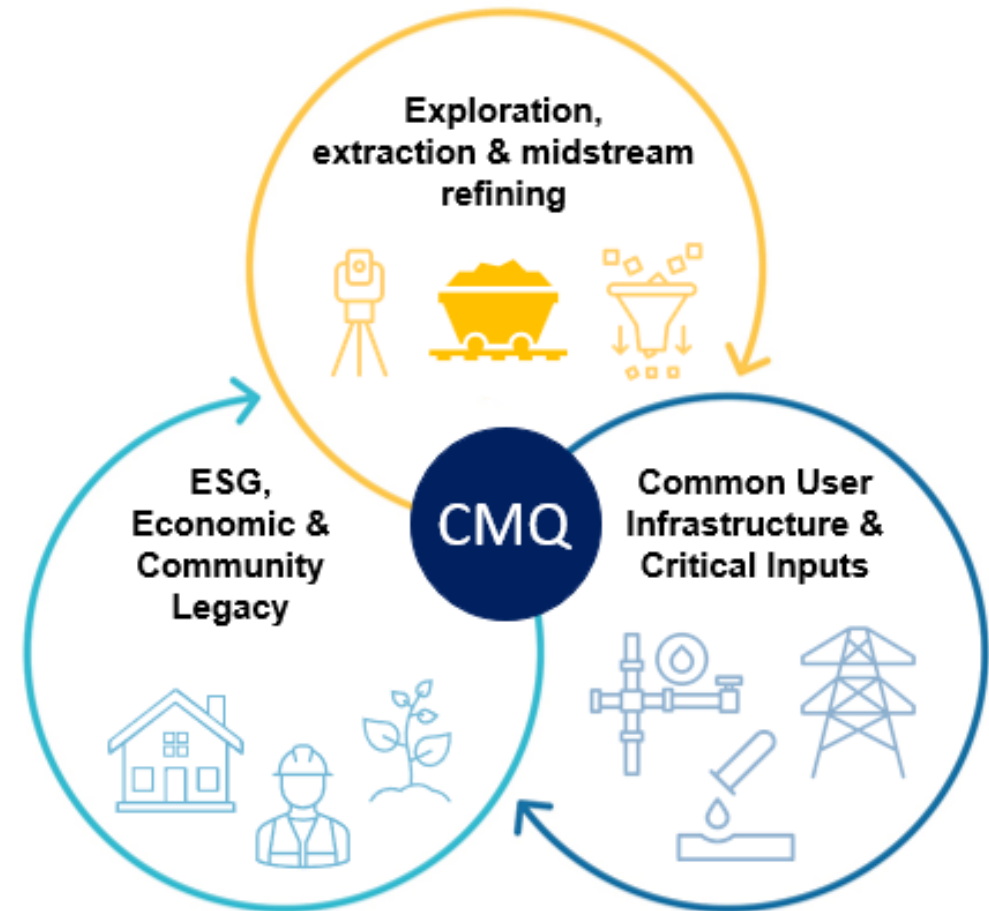 Exploration,
extraction & midstream
refining
ESG,
Economic &
Community
Legacy
CMQ
Common User
Infrastructure &
Critical Inputs